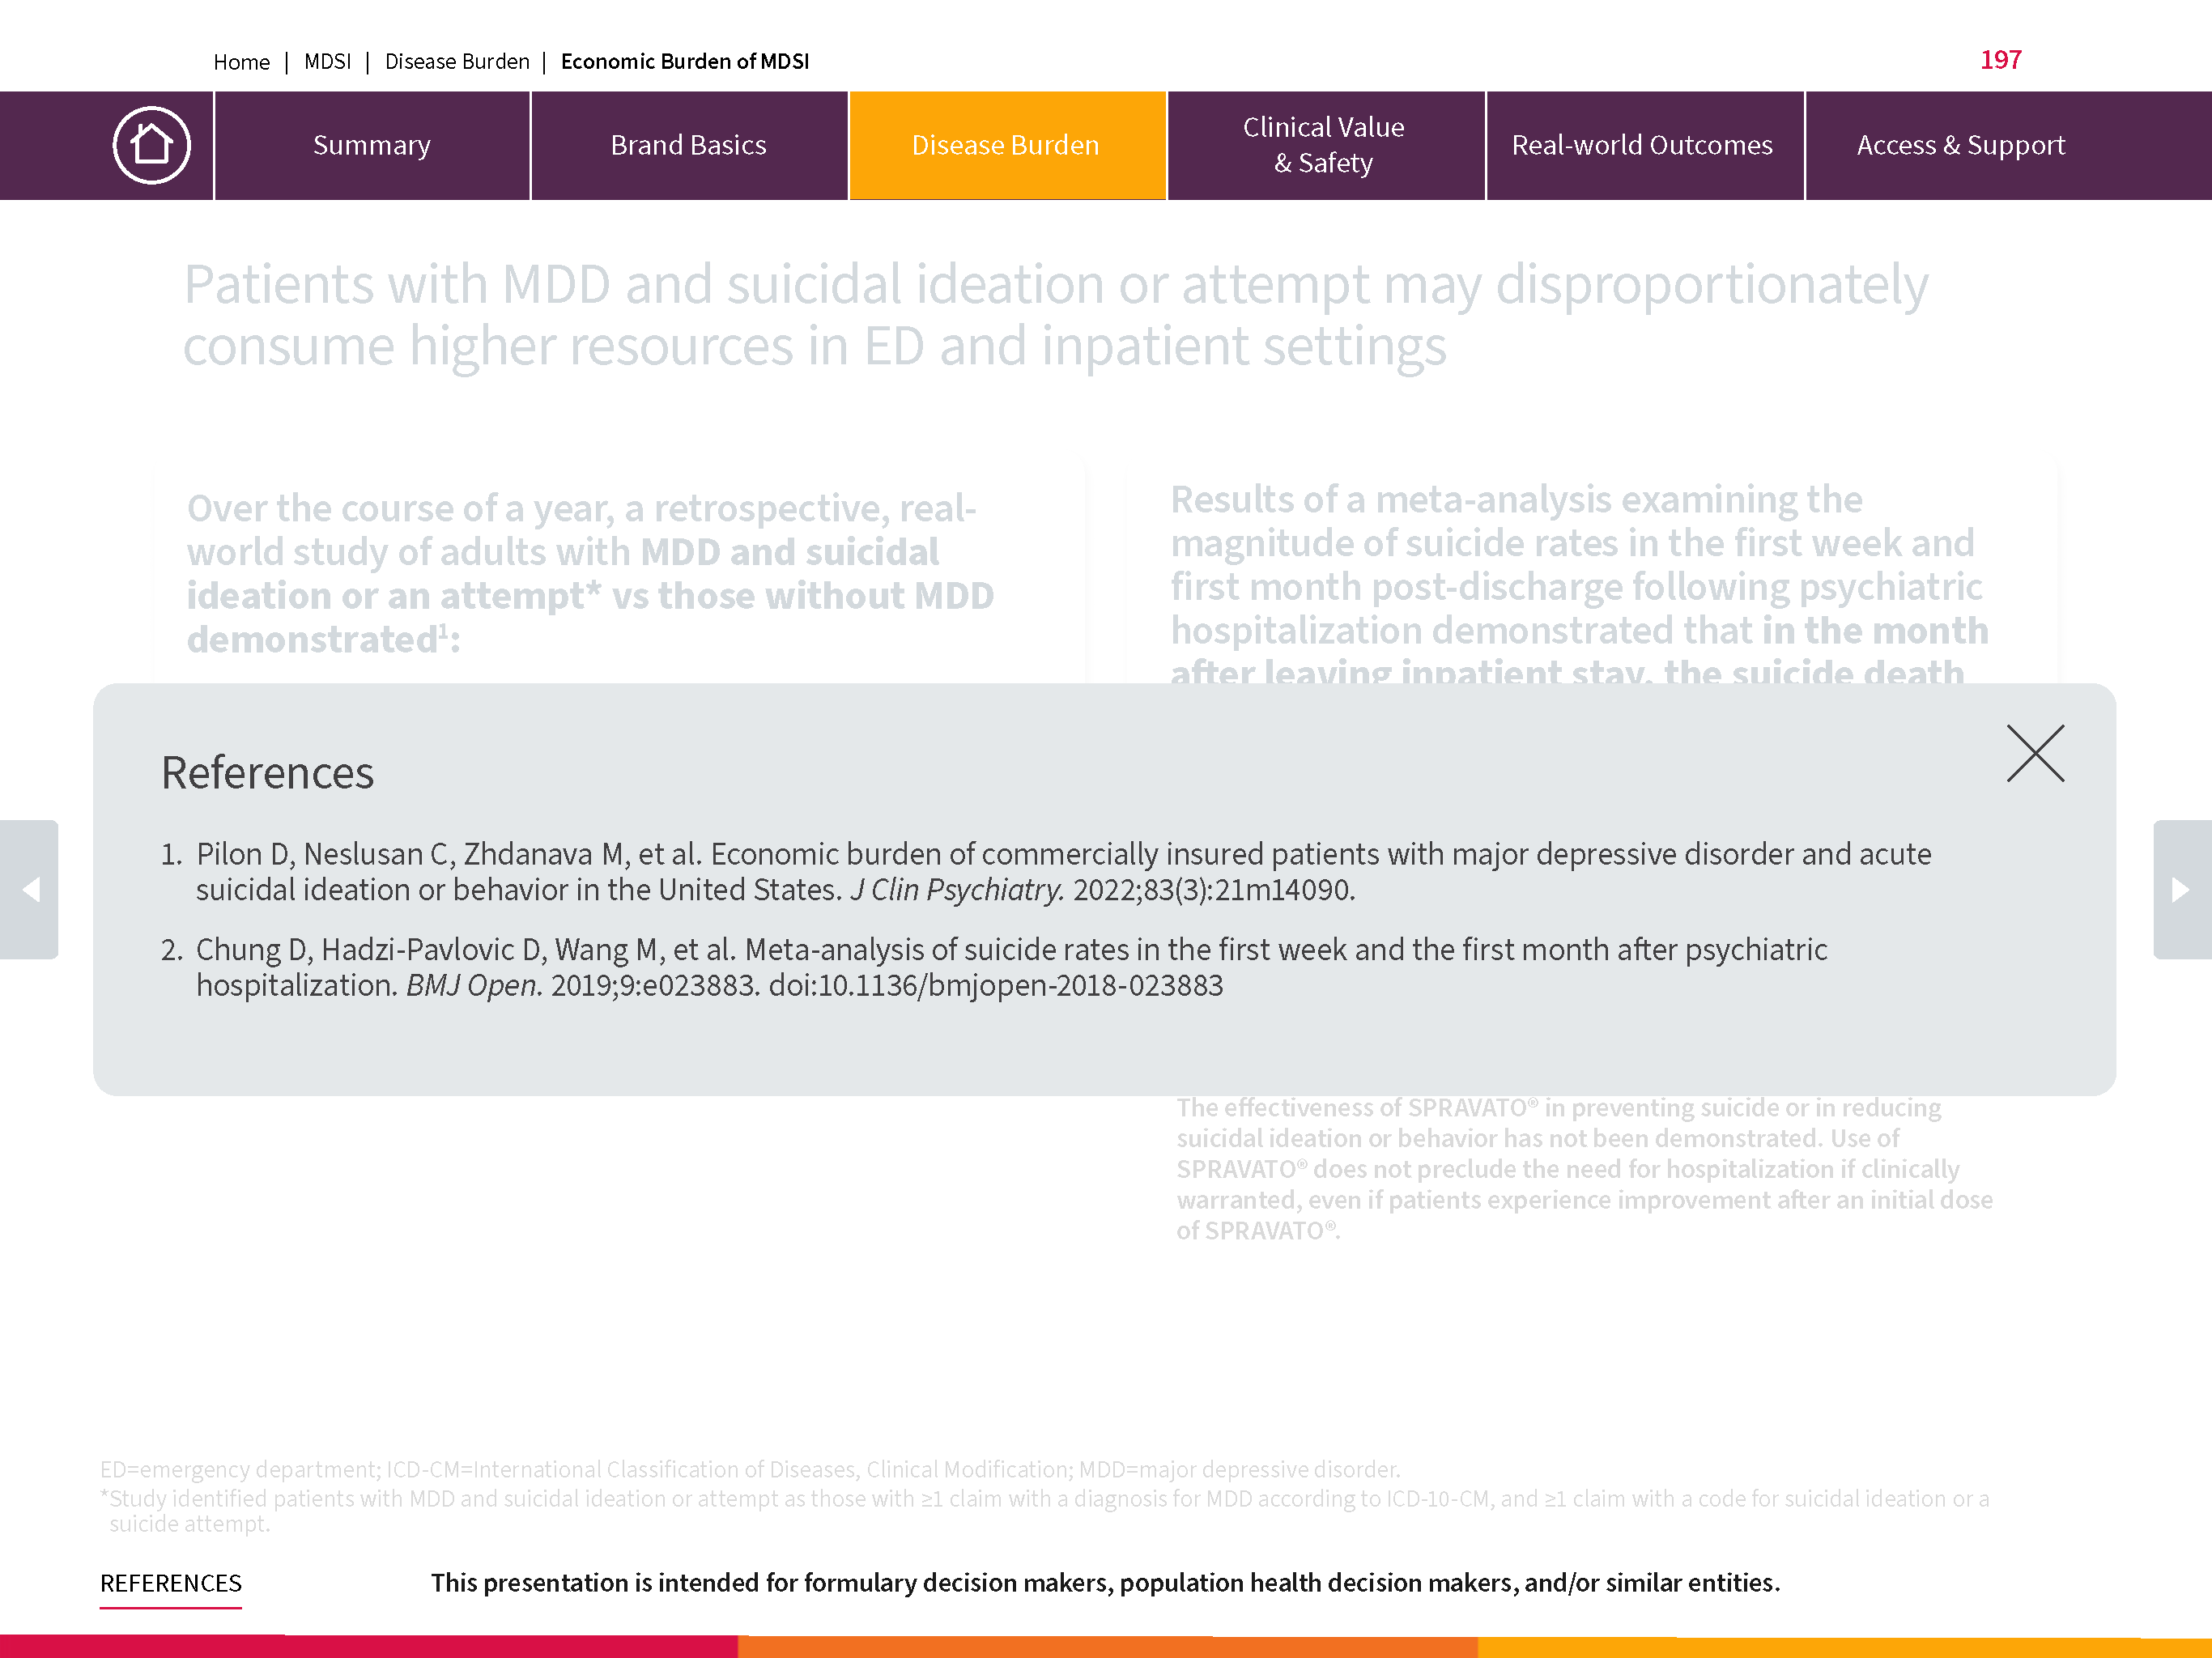 Home | MDSI | Disease Burden | Economic Burden of MDSI
197
Summary
Brand Basics
Disease Burden
Clinical Value
& Safety
Real-world Outcomes
Access & Support
Patients with MDD and suicidal ideation or attempt may disproportionately
consume higher resources in ED and inpatient settings
Over the course of a year, a retrospective, real-
world study of adults with MDD and suicidal
ideation or an attempt* vs those without MDD
demonstrated¹:
Results of a meta-analysis examining the
magnitude of suicide rates in the first week and
first month post-discharge following psychiatric
hospitalization demonstrated that in the month
after leaving inpatient stay, the suicide death
References
1. Pilon D, Neslusan C, Zhdanava M, et al. Economic burden of commercially insured patients with major depressive disorder and acute
suicidal ideation or behavior in the United States. J Clin Psychiatry. 2022;83(3):21m14090.
2. Chung D, Hadzi-Pavlovic D, Wang M, et al. Meta-analysis of suicide rates in the first week and the first month after psychiatric
hospitalization. BMJ Open. 2019;9:e023883. doi:10.1136/bmjopen-2018-023883
The effectiveness of SPRAVATO® in preventing suicide or in reducing
suicidal ideation or behavior has not been demonstrated. Use of
SPRAVATO® does not preclude the need for hospitalization if clinically
warranted, even if patients experience improvement after an initial dose
of SPRAVATO®.
ED=emergency department; ICD-CM=International Classification of Diseases, Clinical Modification; MDD=major depressive disorder.
*Study identified patients with MDD and suicidal ideation or attempt as those with ≥1 claim with a diagnosis for MDD according to ICD-10-CM, and ≥1 claim with a code for suicidal ideation or a
suicide attempt.
REFERENCES
This presentation is intended for formulary decision makers, population health decision makers, and/or similar entities.